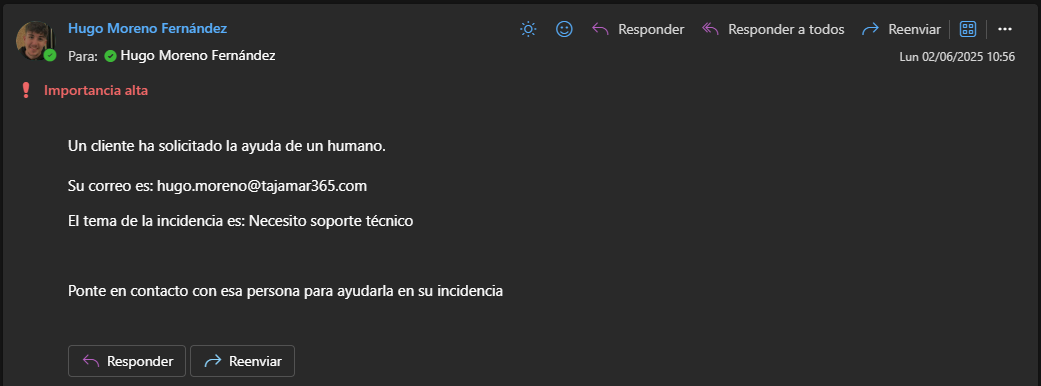 Hugo Moreno Fernández
Responder
Responder a todos
Reenviar
Para: Hugo Moreno Fernández
Lun 02/06/2025 10:56
Importancia alta
Un cliente ha solicitado la ayuda de un humano.
Su correo es: hugo.moreno@tajamar365.com
El tema de la incidencia es: Necesito soporte técnico
Ponte en contacto con esa persona para ayudarla en su incidencia
Responder
Reenviar